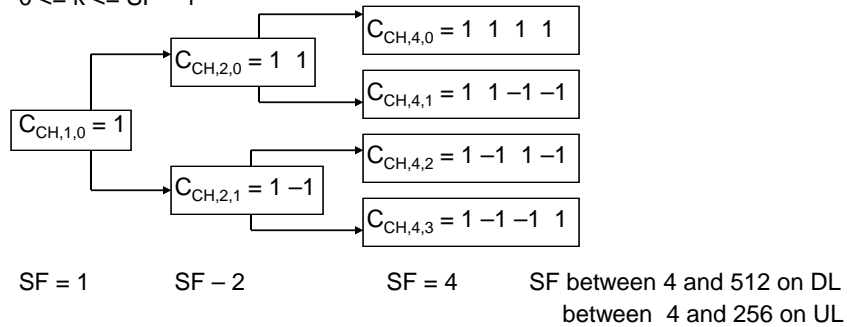 0 <= k <= SF – 1
C_CH,4,0 = 1 1 1 1
C_CH,2,0 = 1 1
C_CH,4,1 = 1 1 –1 –1
C_CH,1,0 = 1
C_CH,4,2 = 1 –1 1 –1
C_CH,2,1 = 1 –1
C_CH,4,3 = 1 –1 –1 1
SF = 1 SF – 2 SF = 4 SF between 4 and 512 on DL
between 4 and 256 on UL